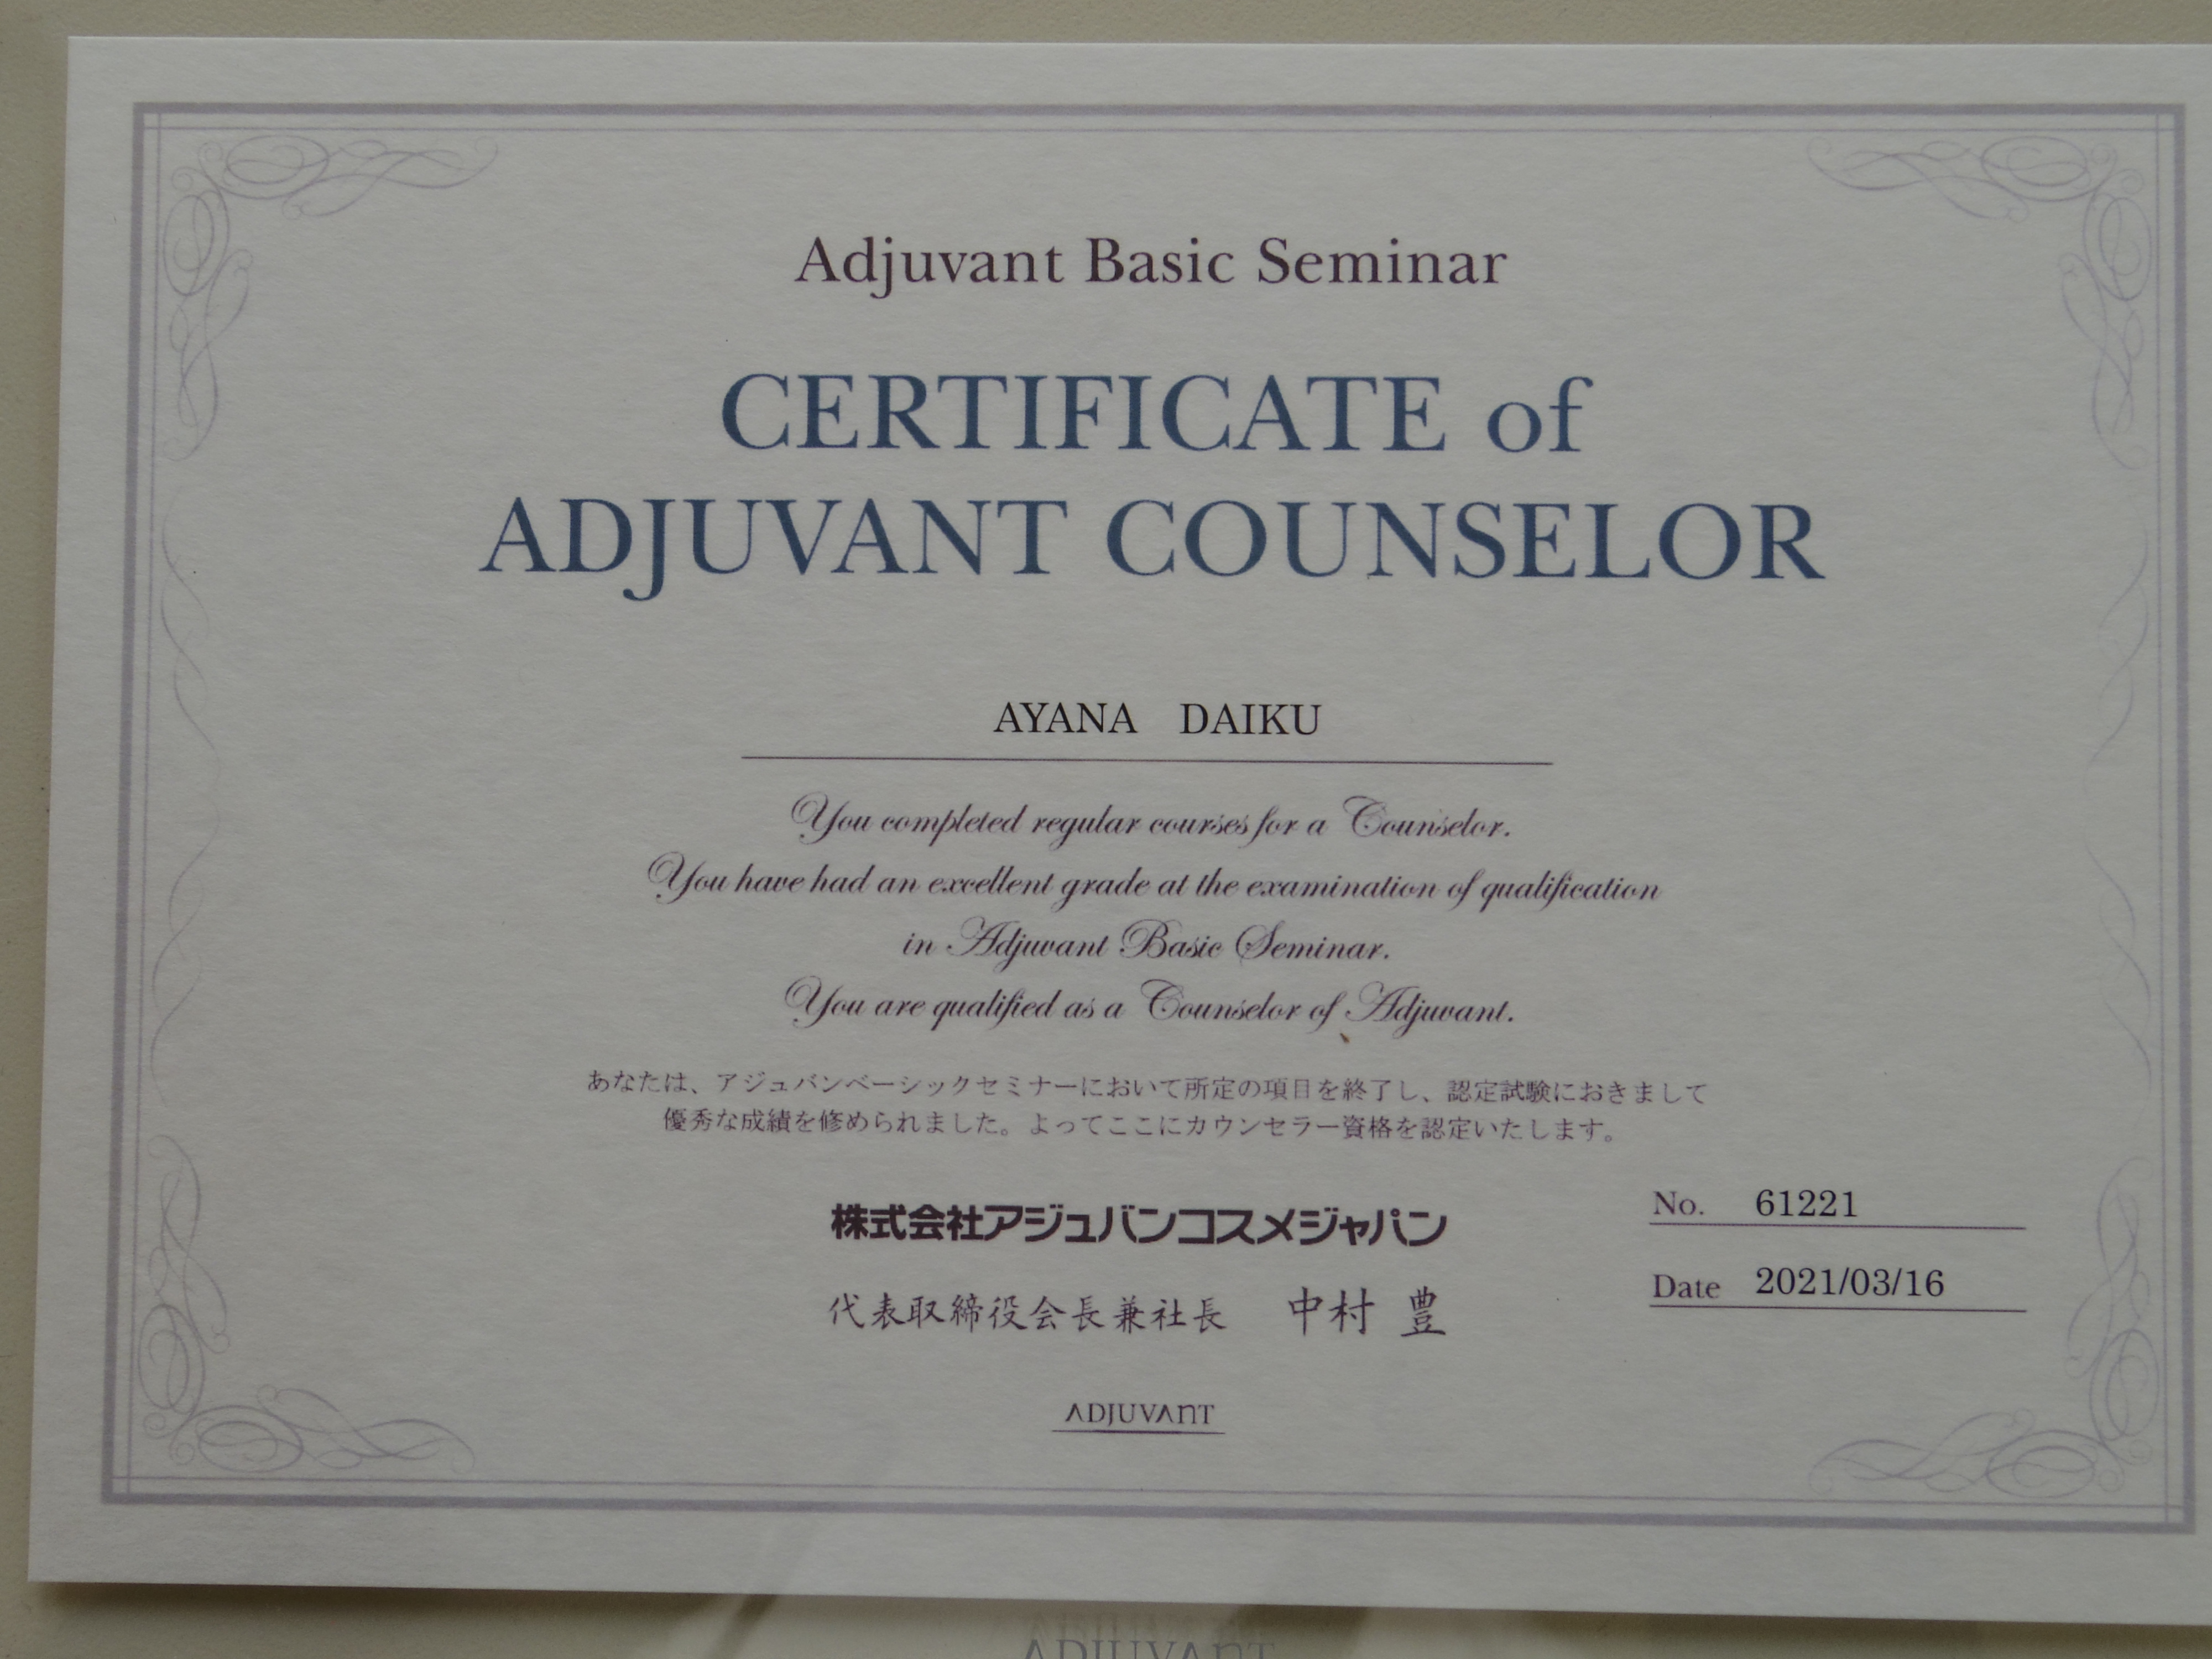 Adjuvant Basic Seminar
CERTIFICATE of
ADJUVANT COUNSELOR
AYANA DAIKU
You completed regular courses for a Counselor.
You have had an excellent grade at the examination of qualification
in Adjuvant Basic Seminar.
You are qualified as a Counselor of Adjuvant.
あなたは、アジュバンベーシックセミナーにおいて所定の項目を終了し、認定試験におきまして
優秀な成績を修められました。よってここにカウンセラー資格を認定いたします。
株式会社アジュバンコスメジャパン
代表取締役会長兼社長 中村 豊
No. 61221
Date 2021/03/16
ADJUVANT
ADJUVANT